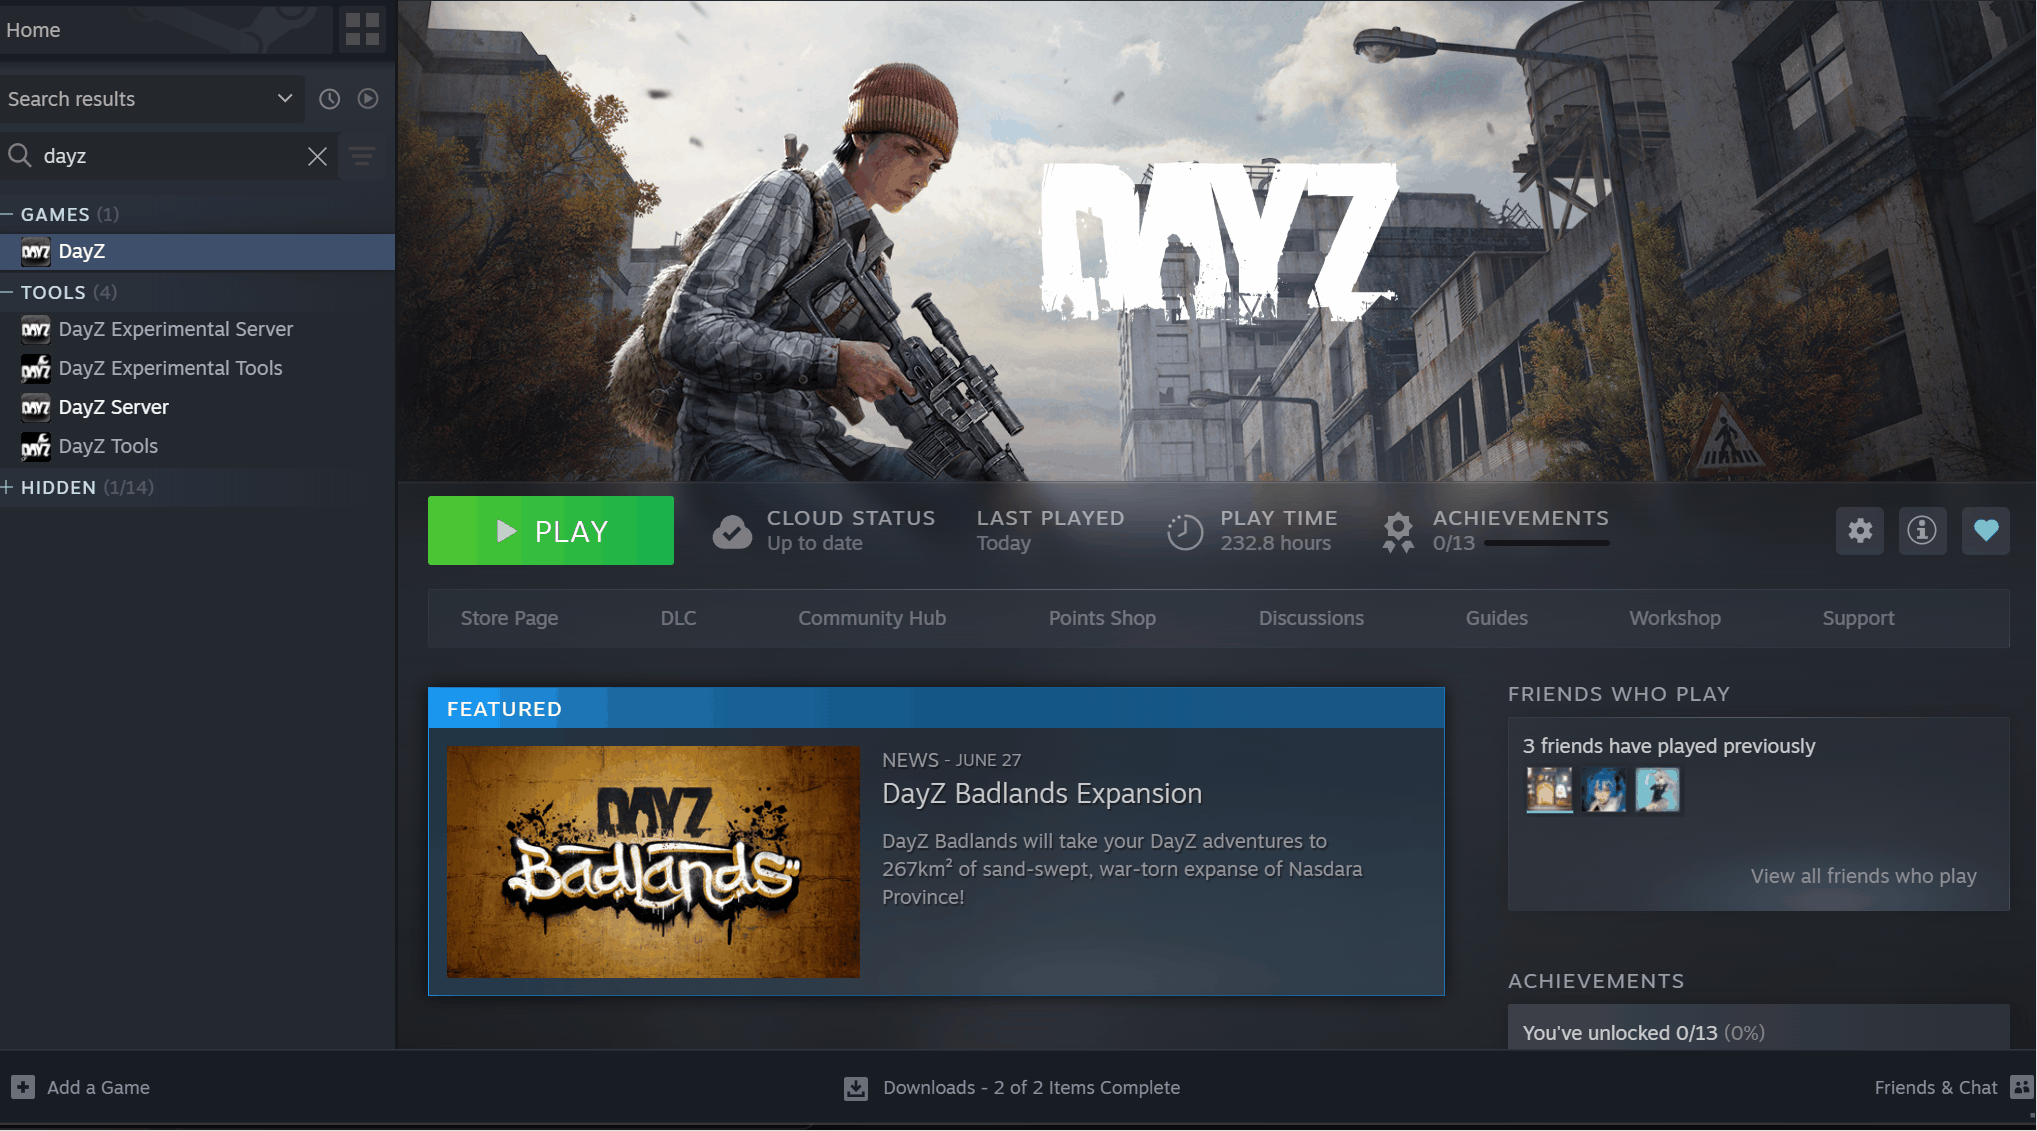 Home
Search results
dayz
GAMES (1)
DayZ
TOOLS (4)
DayZ Experimental Server
DayZ Experimental Tools
DayZ Server
DayZ Tools
HIDDEN (1/14)
DAYZ
PLAY
CLOUD STATUS
Up to date
LAST PLAYED
Today
PLAY TIME
232.8 hours
ACHIEVEMENTS
0/13
Store Page
DLC
Community Hub
Points Shop
Discussions
Guides
Workshop
Support
FEATURED
DAYZ
Badlands
NEWS - JUNE 27
DayZ Badlands Expansion
DayZ Badlands will take your DayZ adventures to
267km² of sand-swept, war-torn expanse of Nasdara
Province!
FRIENDS WHO PLAY
3 friends have played previously
View all friends who play
ACHIEVEMENTS
You've unlocked 0/13 (0%)
Add a Game
Downloads - 2 of 2 Items Complete
Friends & Chat